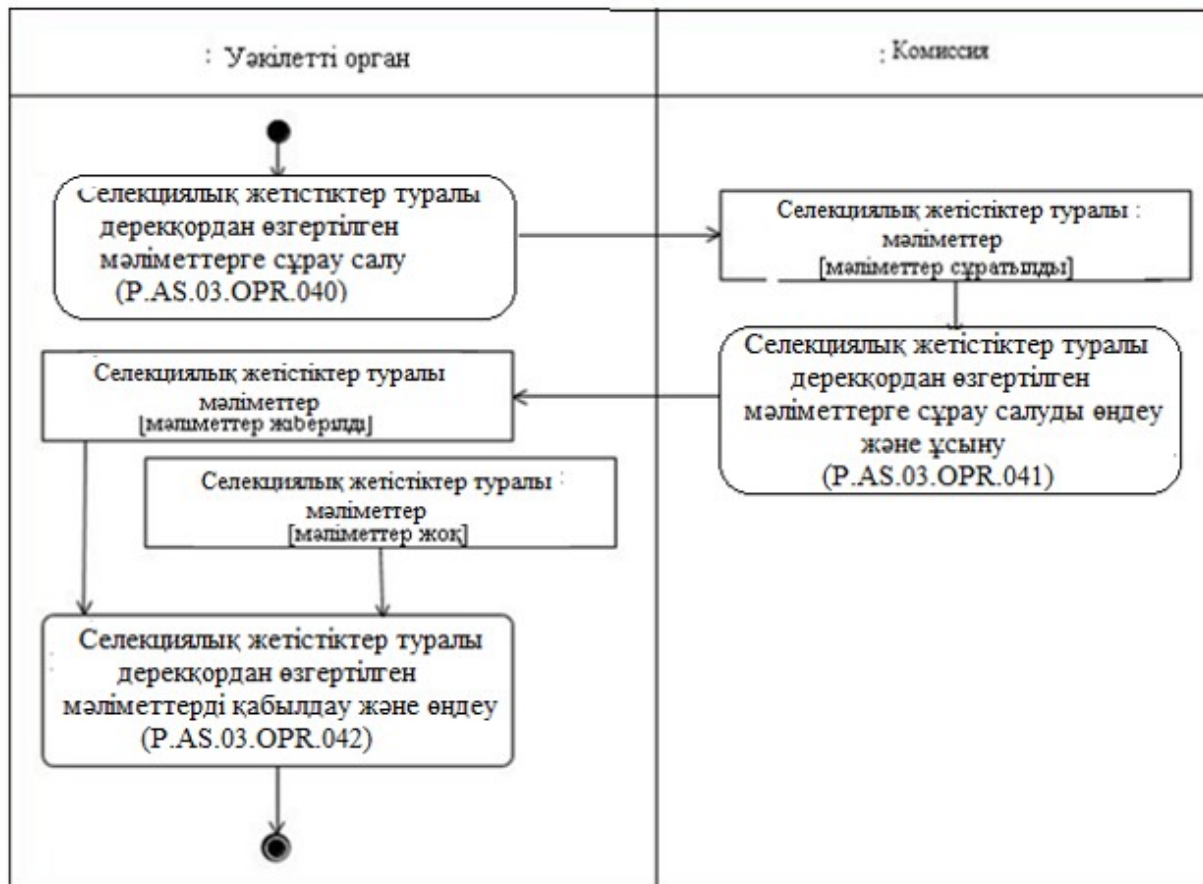 : Уәкілетті орган
: Комиссия
Селекциялық жетістіктер туралы
дерекқордан өзгертілген
мәліметтерге сұрау салу
(P.AS.03.OPR.040)
Селекциялық жетістіктер туралы :
мәліметтер
[мәліметтер сұратылды]
Селекциялық жетістіктер туралы
дерекқордан өзгертілген
мәліметтерге сұрау салуды өңдеу
және ұсыну
(P.AS.03.OPR.041)
Селекциялық жетістіктер туралы
мәліметтер
[мәліметтер жіберілді]
Селекциялық жетістіктер туралы :
мәліметтер
[мәліметтер жоқ]
Селекциялық жетістіктер туралы
дерекқордан өзгертілген
мәліметтерді қабылдау және өңдеу
(P.AS.03.OPR.042)